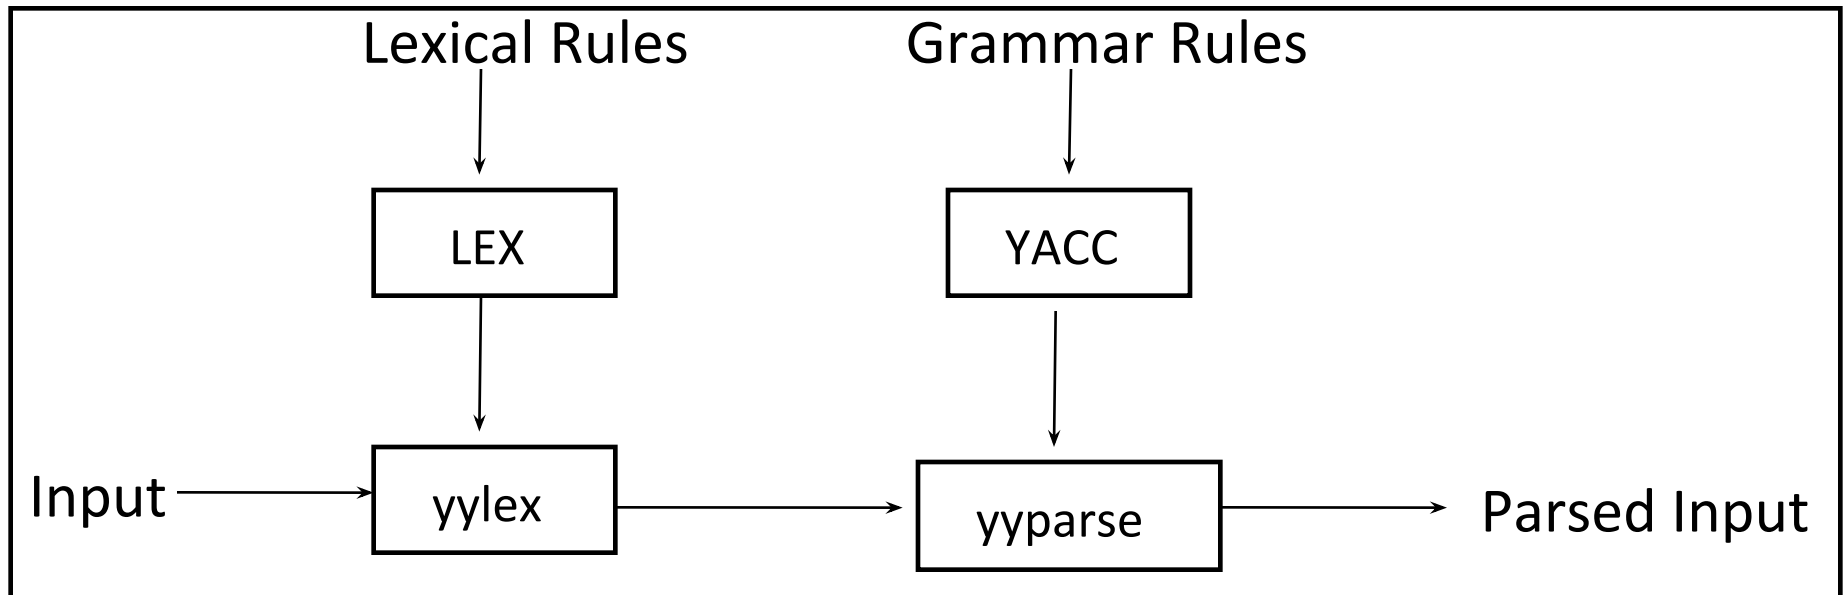 Lexical Rules
Grammar Rules
LEX
YACC
Input
yylex
yyparse
Parsed Input